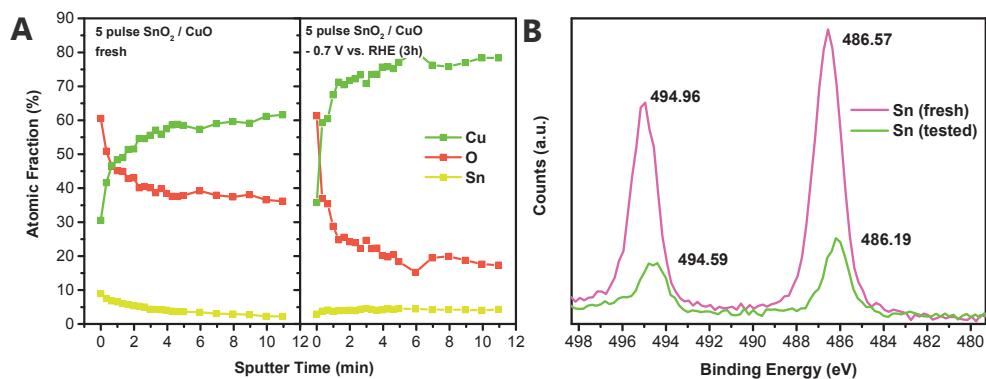 A
5 pulse SnO₂ / CuO
fresh
5 pulse SnO₂ / CuO
- 0.7 V vs. RHE (3h)
Cu
O
Sn
Atomic Fraction (%)
90
80
70
60
50
40
30
20
10
0
0 2 4 6 8 10 12 0 2 4 6 8 10 12
Sputter Time (min)
B
486.57
494.96
Sn (fresh)
Sn (tested)
494.59
486.19
Counts (a.u.)
498 496 494 492 490 488 486 484 482 480
Binding Energy (eV)